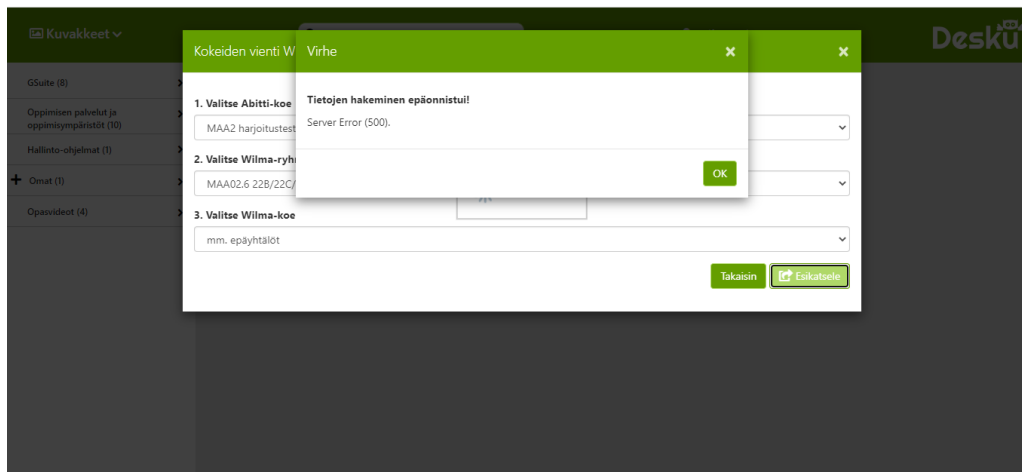 Kuvakkeet
Desku
GSuite (8)
Oppimisen palvelut ja
oppimisympäristöt (10)
Hallinto-ohjelmat (1)
Omat (1)
Opasvideot (4)
Kokeiden vienti W
Virhe
Tietojen hakeminen epäonnistui!
Server Error (500).
OK
1. Valitse Abitti-koe
MAA2 harjoitustest
2. Valitse Wilma-ryh
MAA02.6 22B/22C/
3. Valitse Wilma-koe
mm. epäyhtälöt
Takaisin
Esikatsele